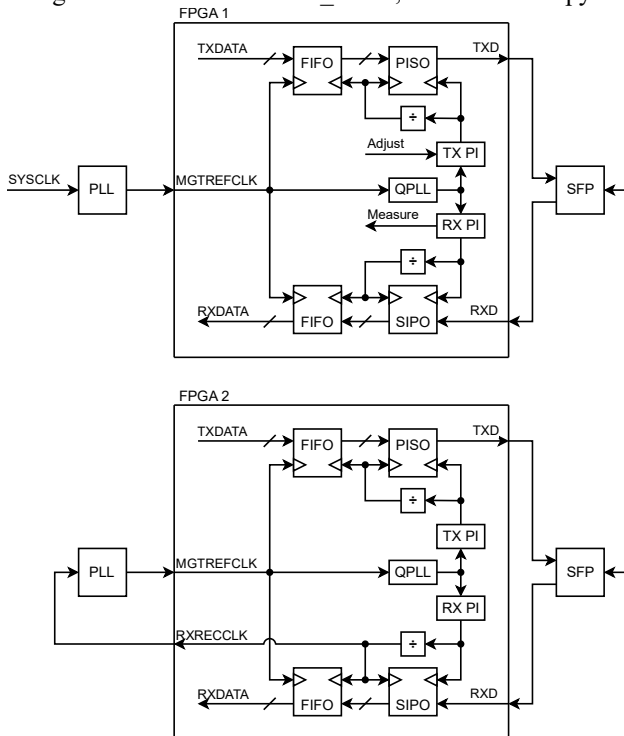 FPGA 1
TXDATA
FIFO
PISO
TXD
÷
Adjust
TX PI
SYSCLK
PLL
MGTREFCLK
QPLL
SFP
Measure
RX PI
÷
RXDATA
FIFO
SIPO
RXD
FPGA 2
TXDATA
FIFO
PISO
TXD
÷
TX PI
PLL
MGTREFCLK
QPLL
SFP
RX PI
RXRECCLK
÷
RXDATA
FIFO
SIPO
RXD